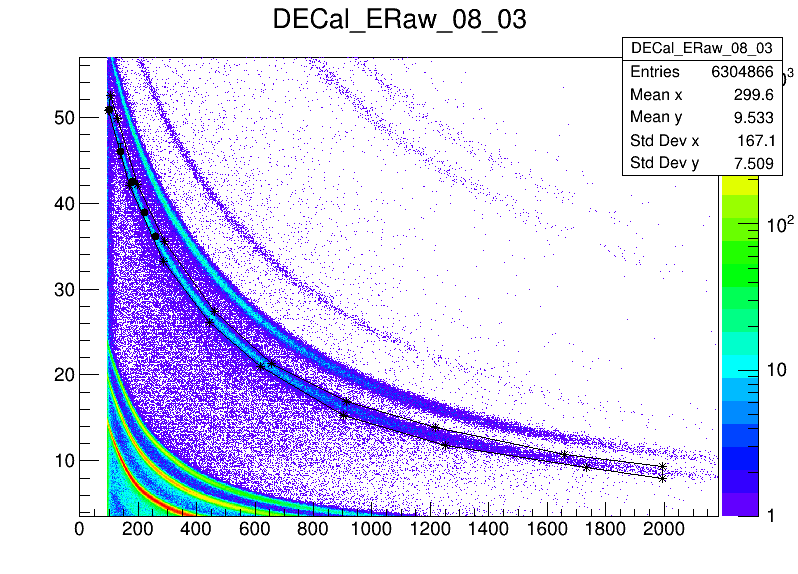 DECal_ERaw_08_03
DECal_ERaw_08_03
Entries 6304866
Mean x 299.6
Mean y 9.533
Std Dev x 167.1
Std Dev y 7.509
50
40
30
20
10
0 200 400 600 800 1000 1200 1400 1600 1800 2000
10²
10
1